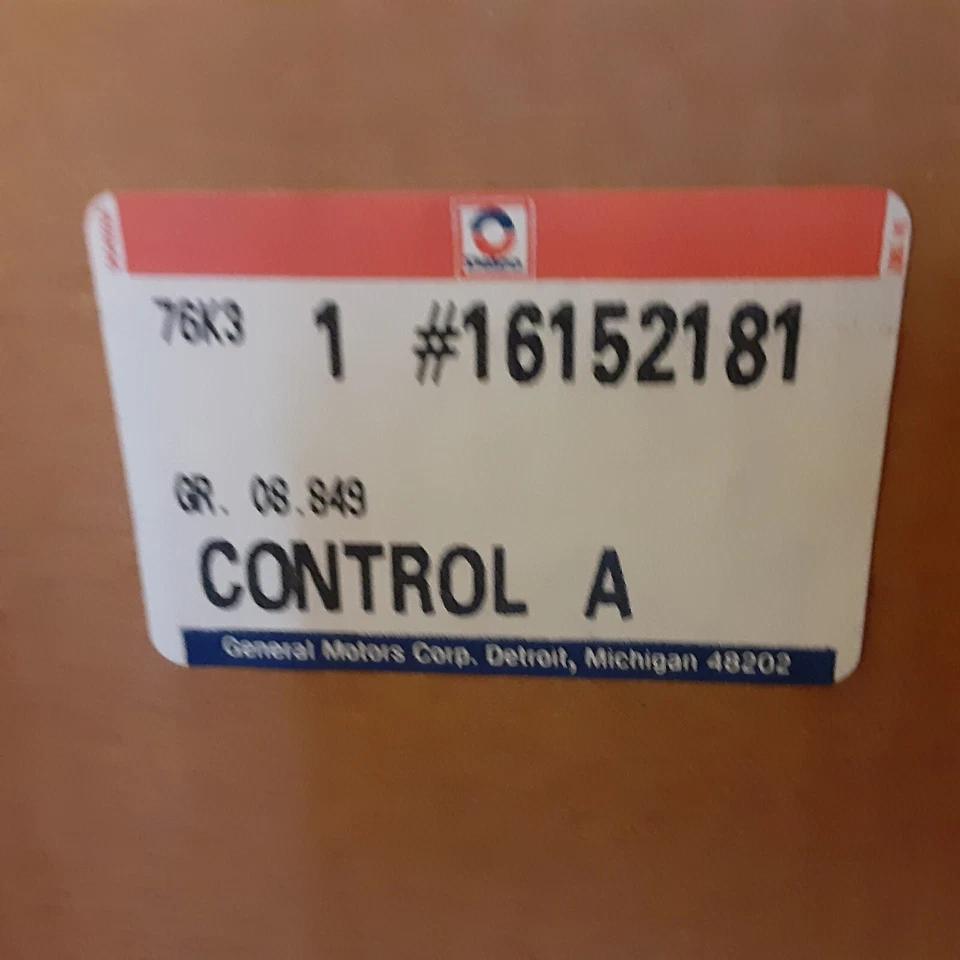 76K3 1 #16152181
GR. 08.849
CONTROL A
General Motors Corp. Detroit, Michigan 48202